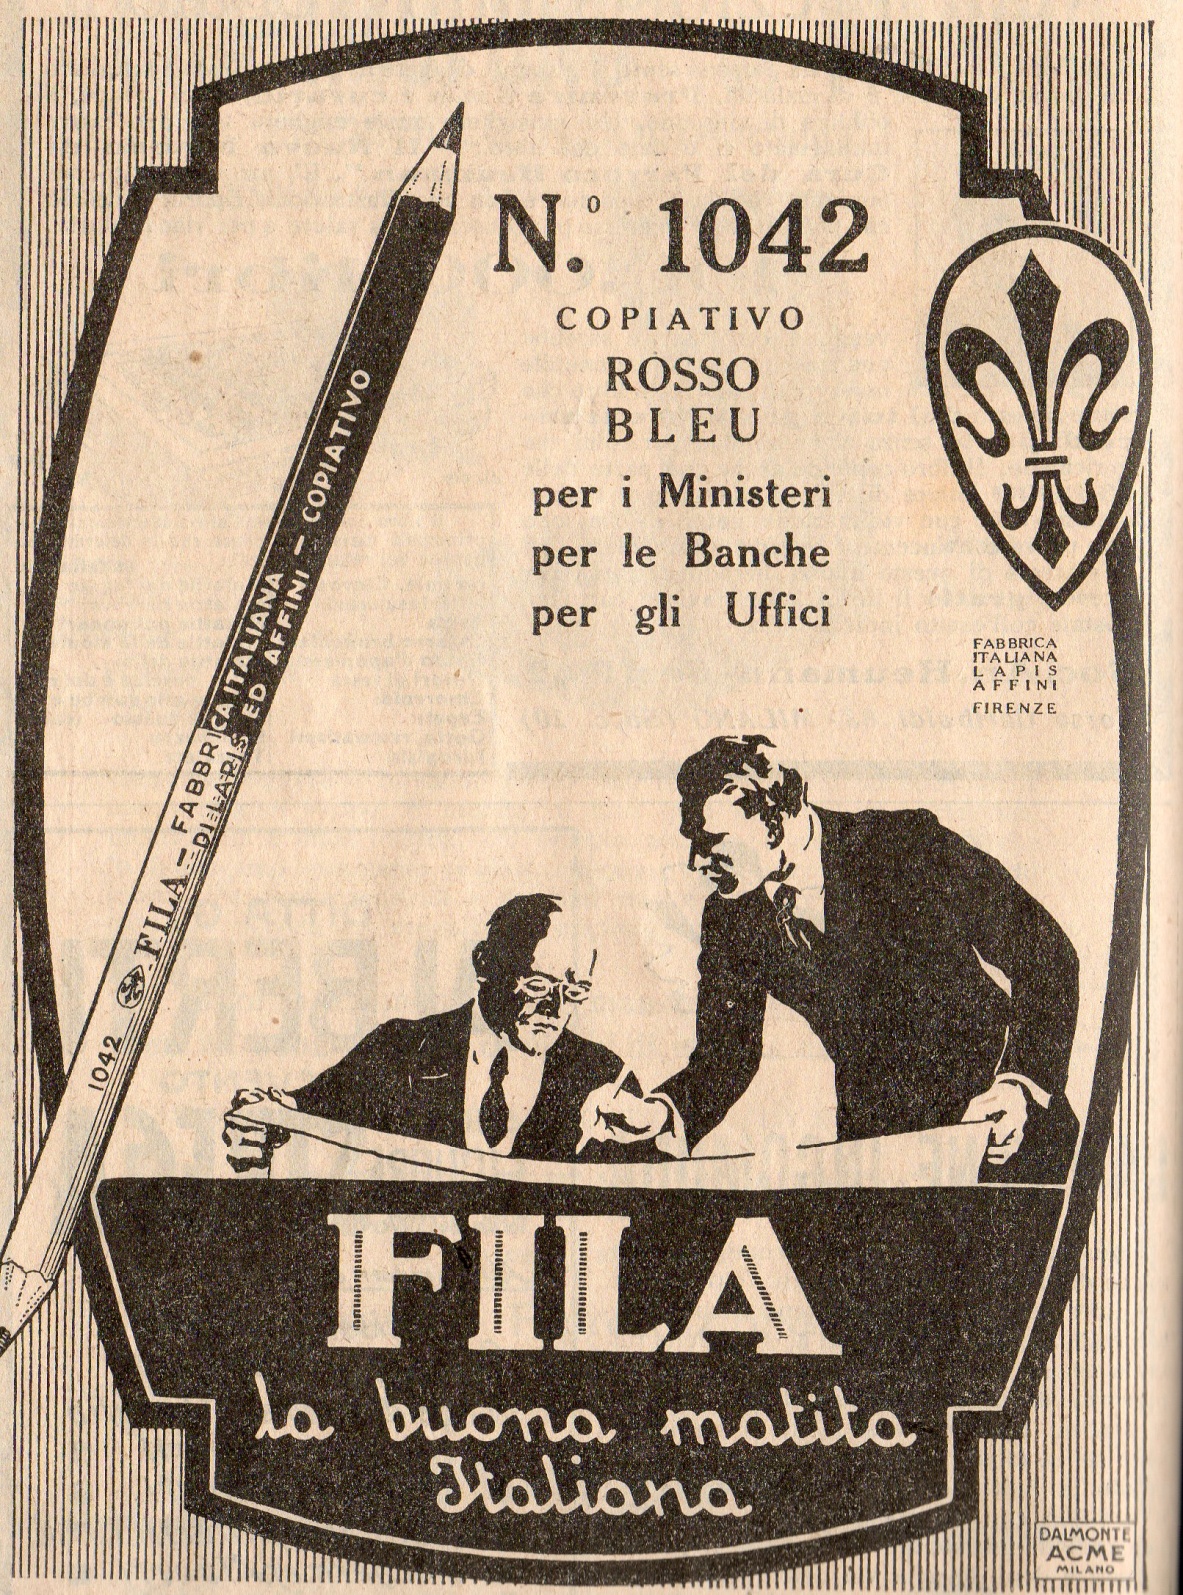 N.º 1042
COPIATIVO
ROSSO
BLEU
per i Ministeri
per le Banche
per gli Uffici
FABBRICA
ITALIANA
LAPIS
AFFINI
FIRENZE
1042 FILA — FABBRICA ITALIANA
DI LAPIS ED AFFINI — COPIATIVO
FILA
la buona matita
Italiana
DALMONTE
ACME
MILANO